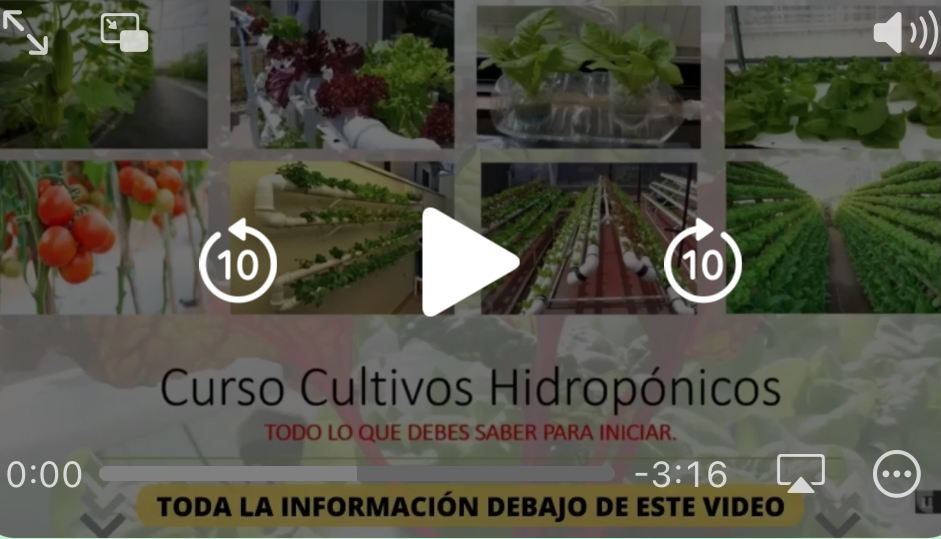 10
10
Curso Cultivos Hidropónicos
TODO LO QUE DEBES SABER PARA INICIAR.
0:00
-3:16
TODA LA INFORMACIÓN DEBAJO DE ESTE VIDEO